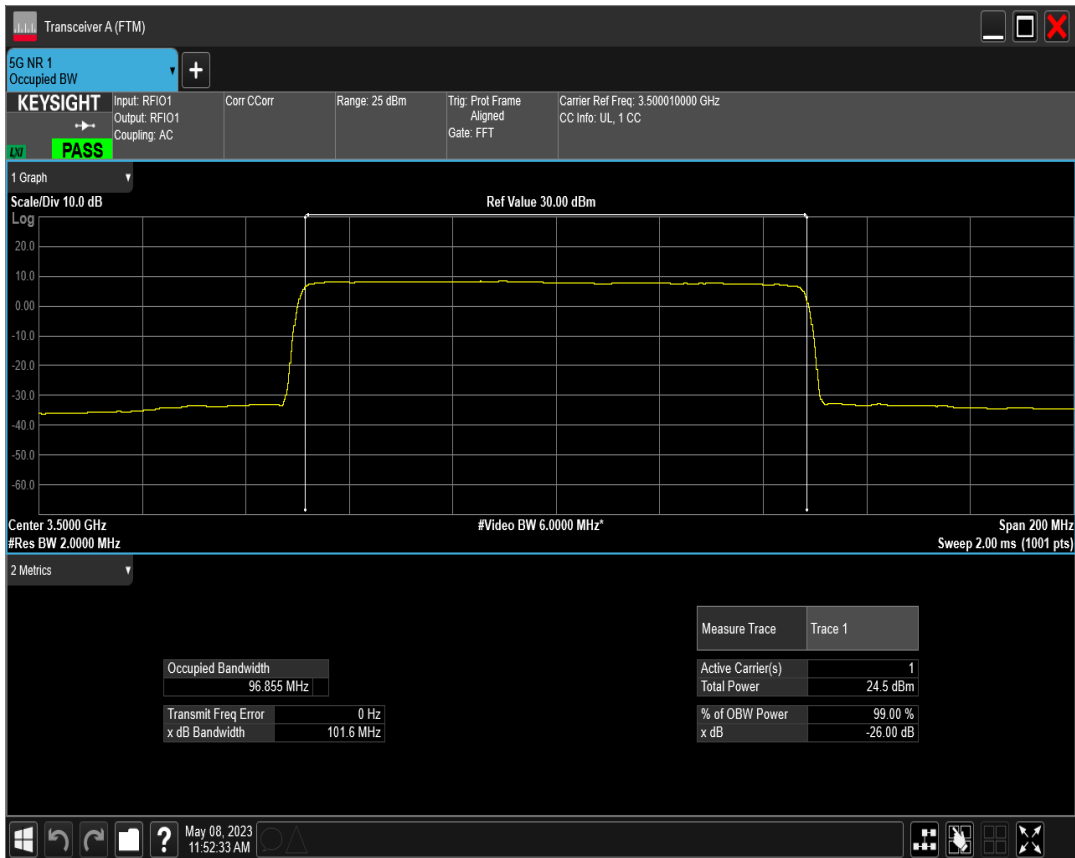 Transceiver A (FTM)
5G NR 1
Occupied BW
+
KEYSIGHT
LXI
PASS
Input: RFIO1
Output: RFIO1
Coupling: AC
Corr CCorr
Range: 25 dBm
Trig: Prot Frame
Aligned
Gate: FFT
Carrier Ref Freq: 3.500010000 GHz
CC Info: UL, 1 CC
1 Graph
Scale/Div 10.0 dB
Ref Value 30.00 dBm
Log
20.0
10.0
0.00
-10.0
-20.0
-30.0
-40.0
-50.0
-60.0
Center 3.5000 GHz
#Video BW 6.0000 MHz*
Span 200 MHz
#Res BW 2.0000 MHz
Sweep 2.00 ms (1001 pts)
2 Metrics
Measure Trace Trace 1
Occupied Bandwidth
96.855 MHz
Active Carrier(s) 1
Total Power 24.5 dBm
Transmit Freq Error 0 Hz
x dB Bandwidth 101.6 MHz
% of OBW Power 99.00 %
x dB -26.00 dB
?
May 08, 2023
11:52:33 AM